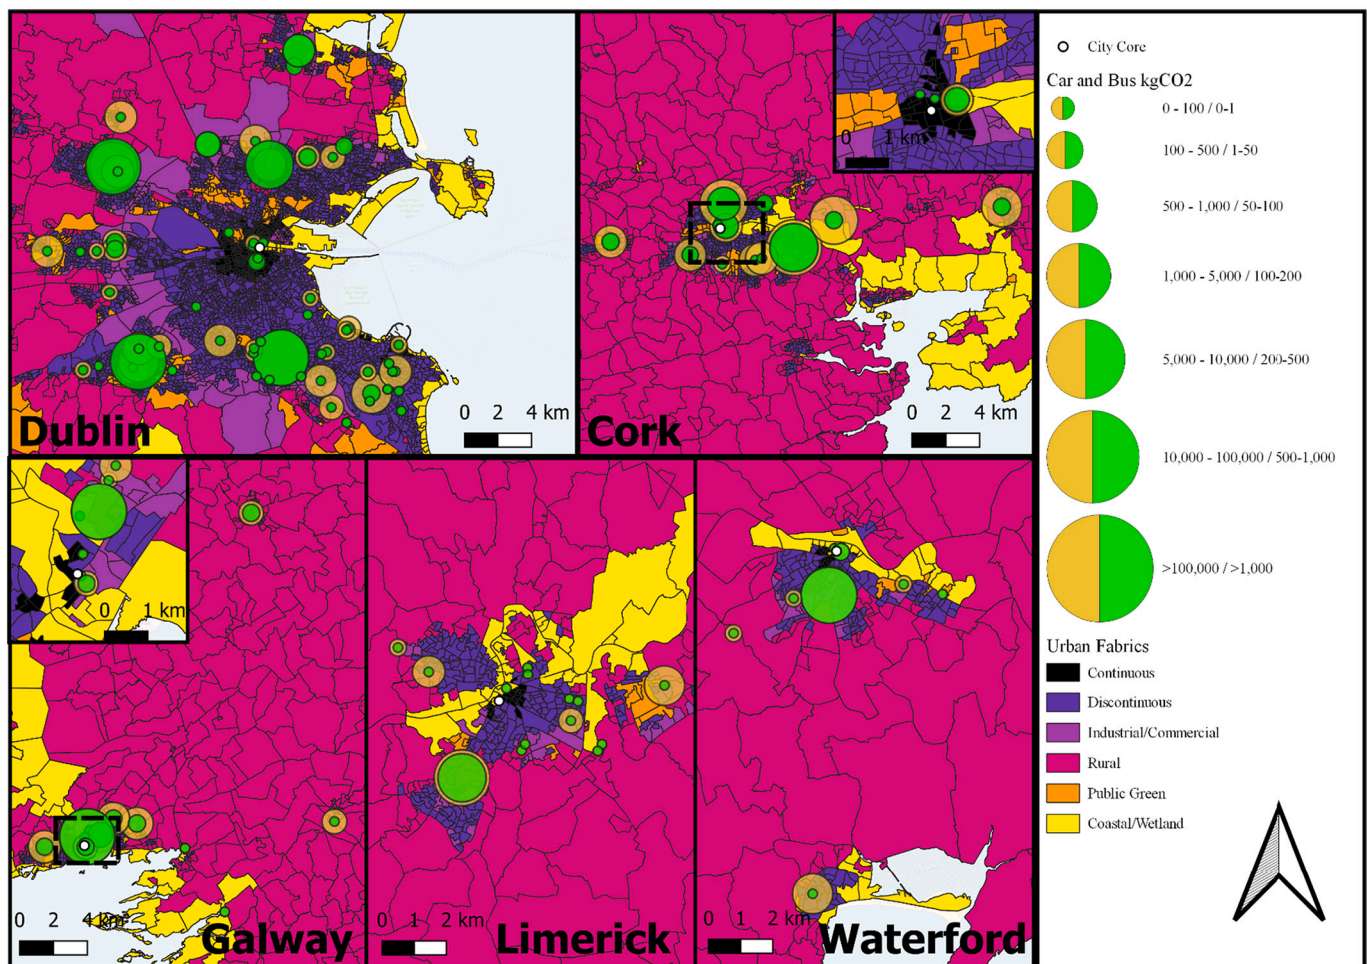 0
1 km
Dublin
0 2 4 km
Cork
0 2 4 km
0 1 km
0 2 4 km
Galway
0 1 2 km
Limerick
0 1 2 km
Waterford
City Core
Car and Bus kgCO2
0 - 100 / 0-1
100 - 500 / 1-50
500 - 1,000 / 50-100
1,000 - 5,000 / 100-200
5,000 - 10,000 / 200-500
10,000 - 100,000 / 500-1,000
>100,000 / >1,000
Urban Fabrics
Continuous
Discontinuous
Industrial/Commercial
Rural
Public Green
Coastal/Wetland